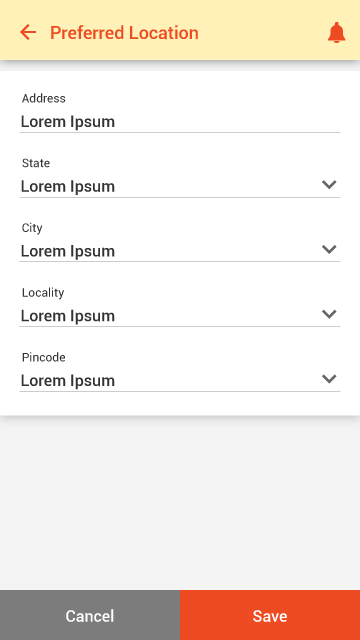 Preferred Location
Address
Lorem Ipsum
State
Lorem Ipsum
City
Lorem Ipsum
Locality
Lorem Ipsum
Pincode
Lorem Ipsum
Cancel
Save